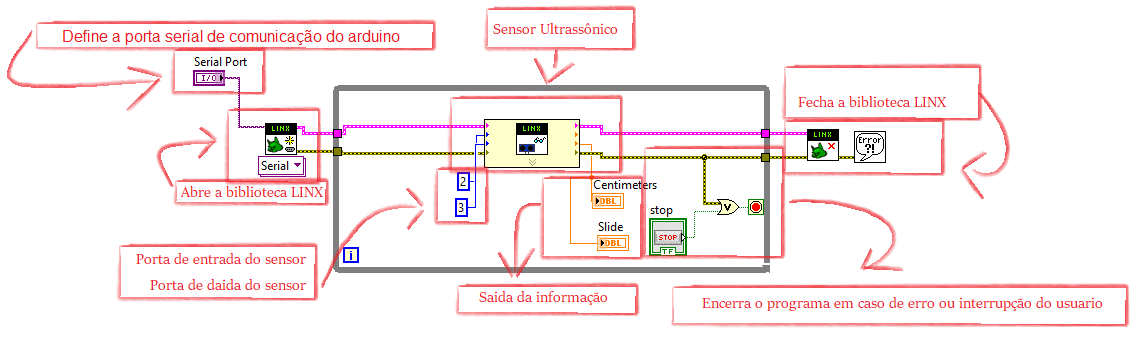 Define a porta serial de comunicação do arduino
Sensor Ultrassônico
Serial Port
I/O
Fecha a biblioteca LINX
LINX
Serial
Abre a biblioteca LINX
LINX
LINX
Error
?!
2
3
Centimeters
DBL
Slide
DBL
stop
STOP
TF
V
i
Porta de entrada do sensor
Porta de daida do sensor
Saida da informação
Encerra o programa em caso de erro ou interrupção do usuario